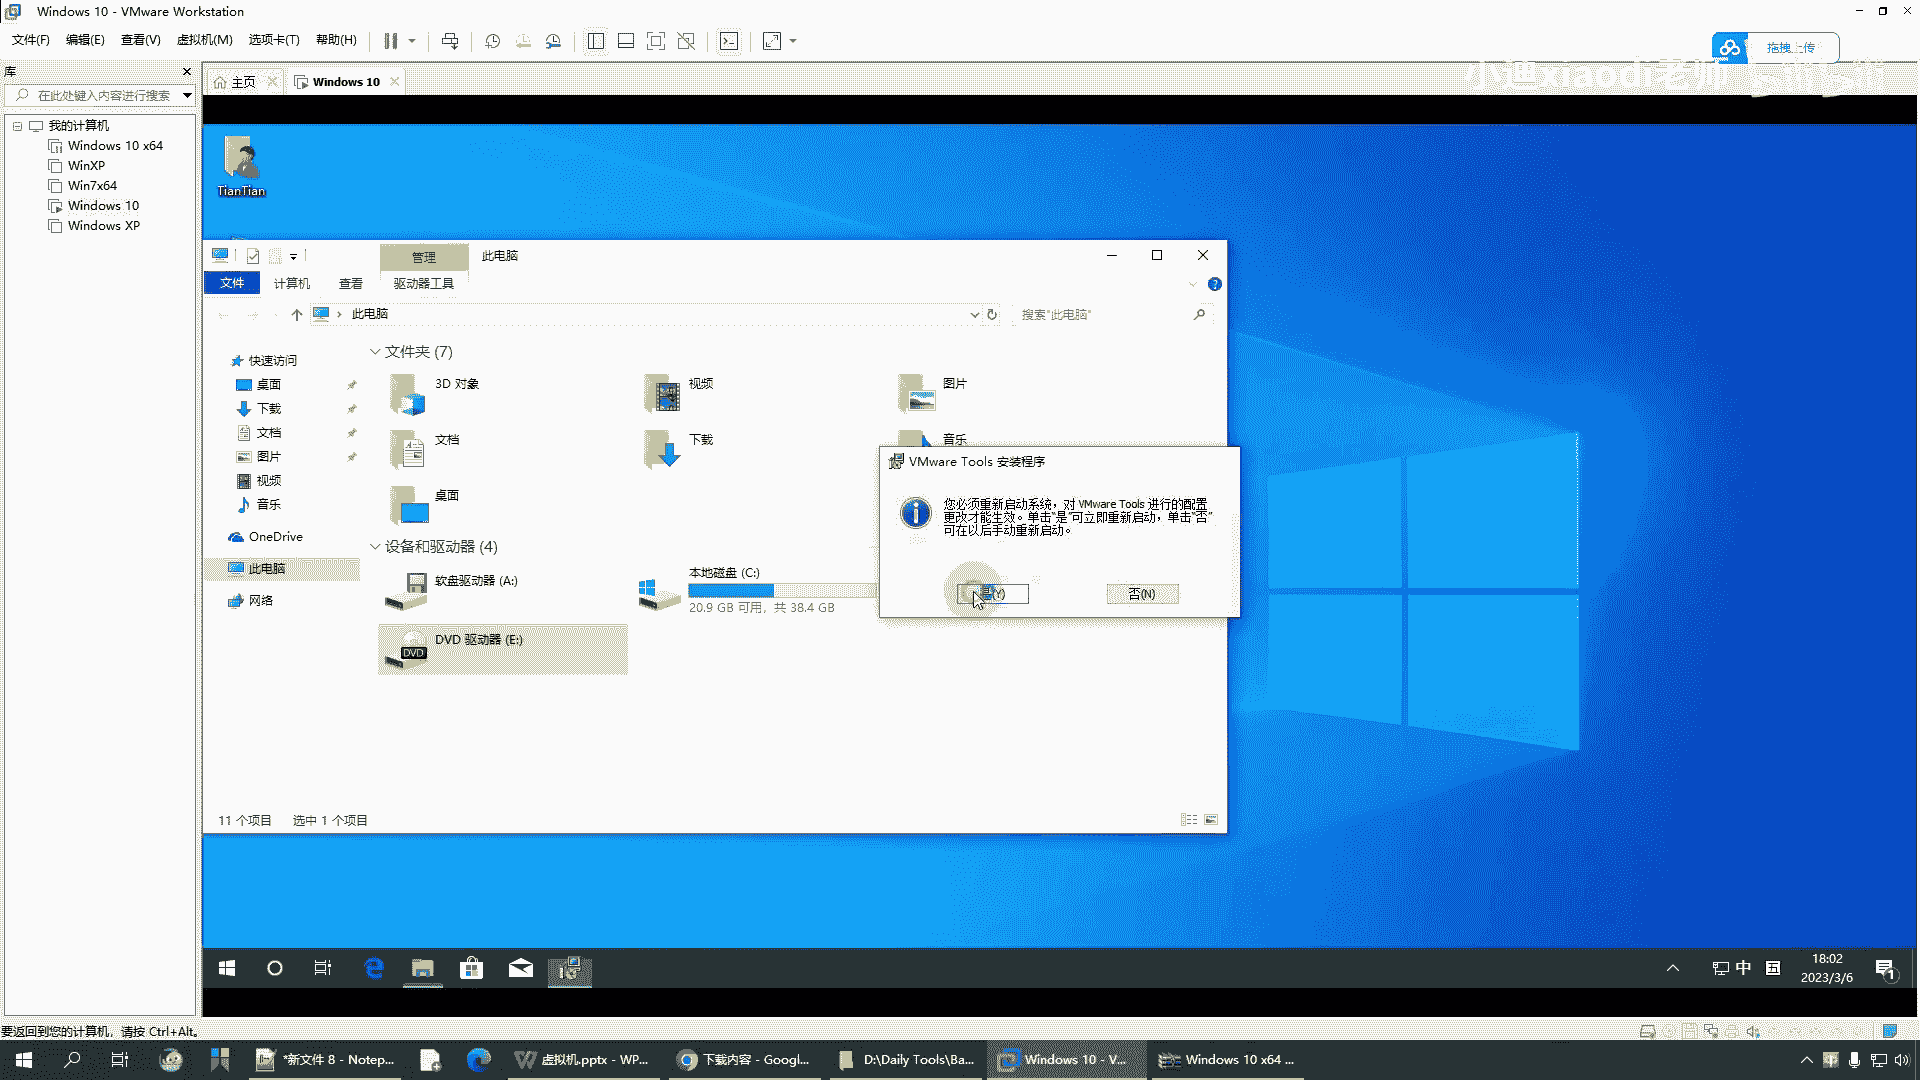 Windows 10 - VMware Workstation
文件(F) 编辑(E) 查看(V) 虚拟机(M) 选项卡(T) 帮助(H)
拖拽上传
小迪xiaodi老师
库
主页 Windows 10
在此处键入内容进行搜索
我的计算机
Windows 10 x64
WinXP
Win7x64
Windows 10
Windows XP
TianTian
管理 此电脑
文件 计算机 查看 驱动器工具
此电脑
搜索"此电脑"
快速访问
桌面
下载
文档
图片
视频
音乐
OneDrive
此电脑
网络
文件夹 (7)
3D 对象
视频
图片
文档
下载
音乐
桌面
设备和驱动器 (4)
软盘驱动器 (A:)
本地磁盘 (C:)
20.9 GB 可用，共 38.4 GB
DVD 驱动器 (E:)
DVD
VMware Tools 安装程序
您必须重新启动系统，对 VMware Tools 进行的配置
更改才能生效。单击“是”可立即重新启动，单击“否”
可在以后手动重新启动。
是(Y) 否(N)
11 个项目 选中 1 个项目
中
18:02
2023/3/6
1
要返回到您的计算机，请按 Ctrl+Alt。
*新文件 8 - Notep... 虚拟机.pptx - WP... 下载内容 - Googl... D:\Daily Tools\Ba... Windows 10 - V... Windows 10 x64 ...